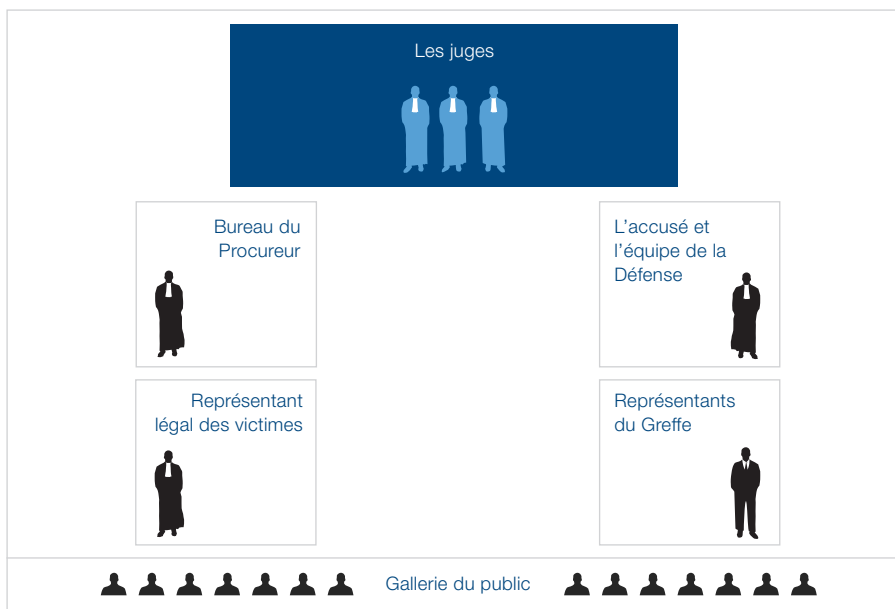 Les juges
Bureau du
Procureur
L'accusé et
l'équipe de la
Défense
Représentant
légal des victimes
Représentants
du Greffe
Gallerie du public